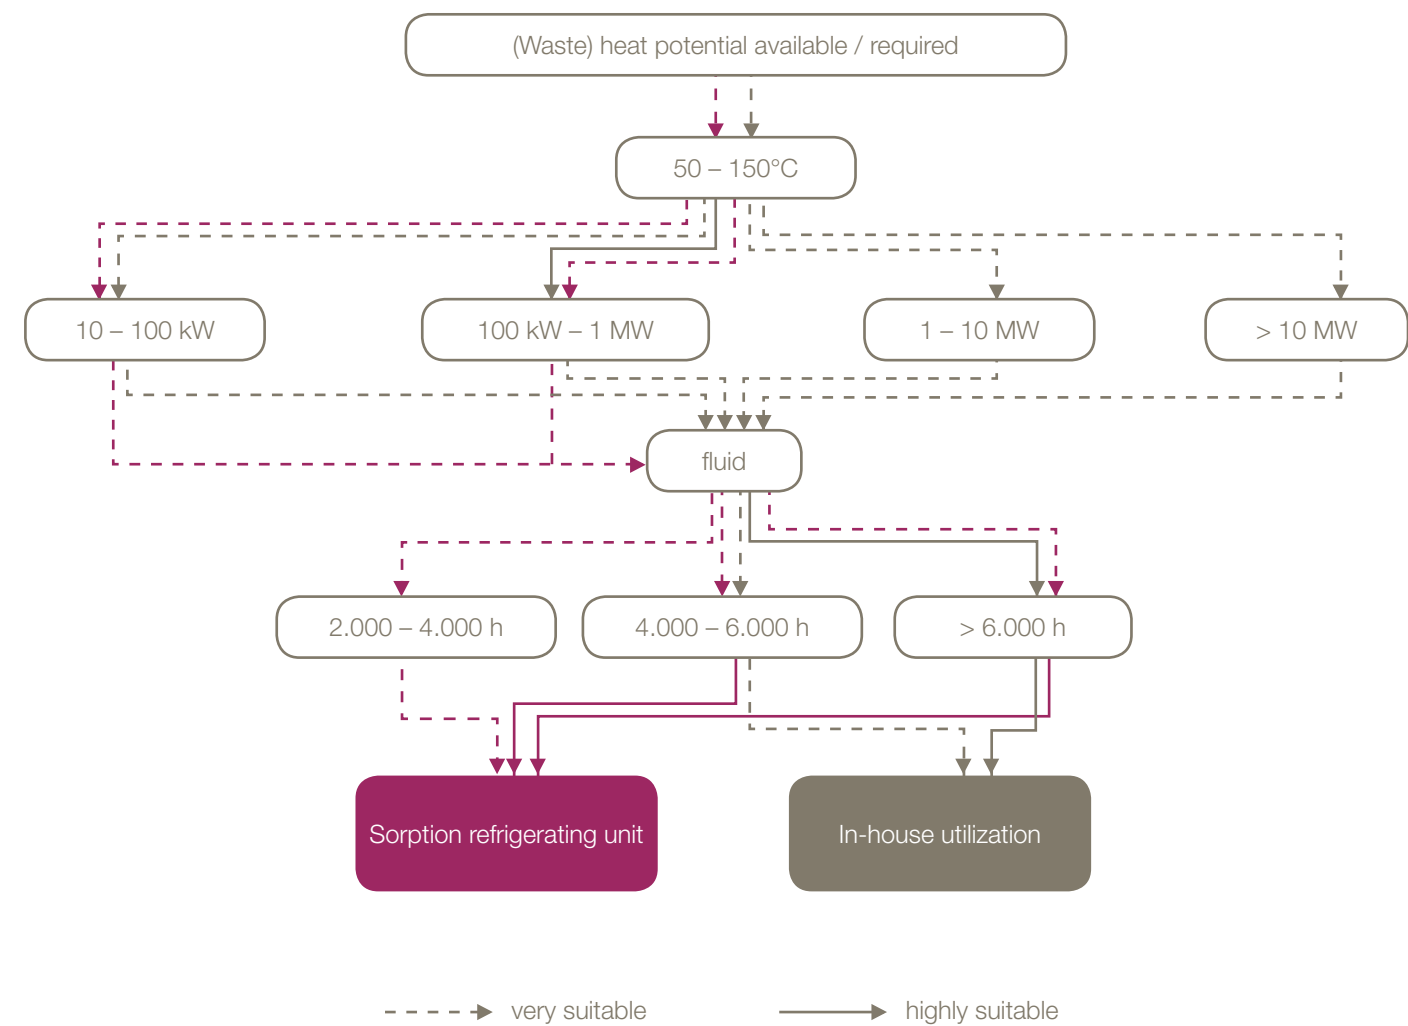 (Waste) heat potential available / required
50 – 150°C
10 – 100 kW
100 kW – 1 MW
1 – 10 MW
> 10 MW
fluid
2.000 – 4.000 h
4.000 – 6.000 h
> 6.000 h
Sorption refrigerating unit
In-house utilization
very suitable
highly suitable